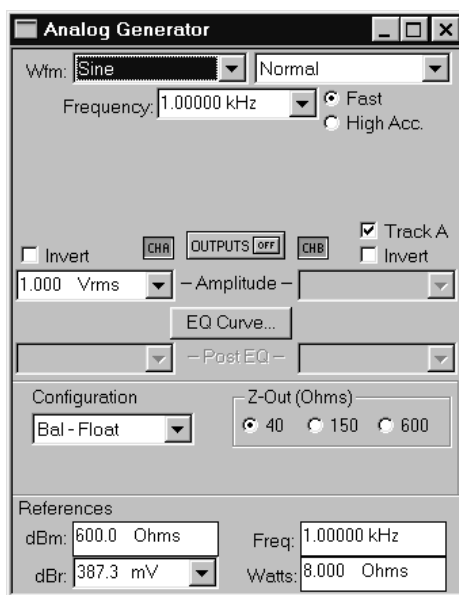 Analog Generator
Wfm: Sine Normal
Frequency: 1.00000 kHz Fast
High Acc.
Track A
Invert CHA OUTPUTS OFF CHB Invert
1.000 Vrms – Amplitude –
EQ Curve...
– Post EQ –
Configuration Z-Out (Ohms)
Bal - Float 40 150 600
References
dBm: 600.0 Ohms Freq: 1.00000 kHz
dBr: 387.3 mV Watts: 8.000 Ohms